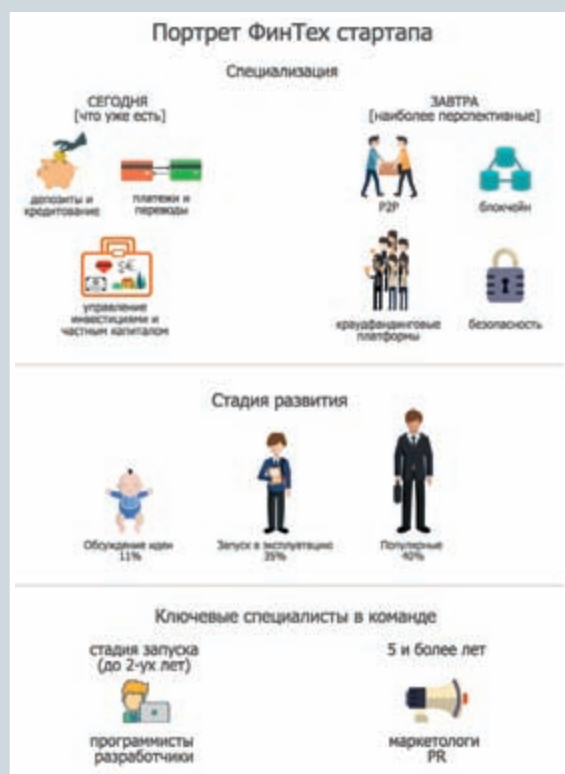 Портрет ФинТех стартапа
Специализация
СЕГОДНЯ
[что уже есть]
ЗАВТРА
[наиболее перспективные]
депозиты и
кредитование
платежи и
переводы
P2P
блокчейн
управление
инвестициями и
частным капиталом
краудфандинговые
платформы
безопасность
Стадия развития
Обсуждение идеи
11%
Запуск в эксплуатацию
35%
Популярные
40%
Ключевые специалисты в команде
стадия запуска
(до 2-ух лет)
5 и более лет
программисты
разработчики
маркетологи
PR